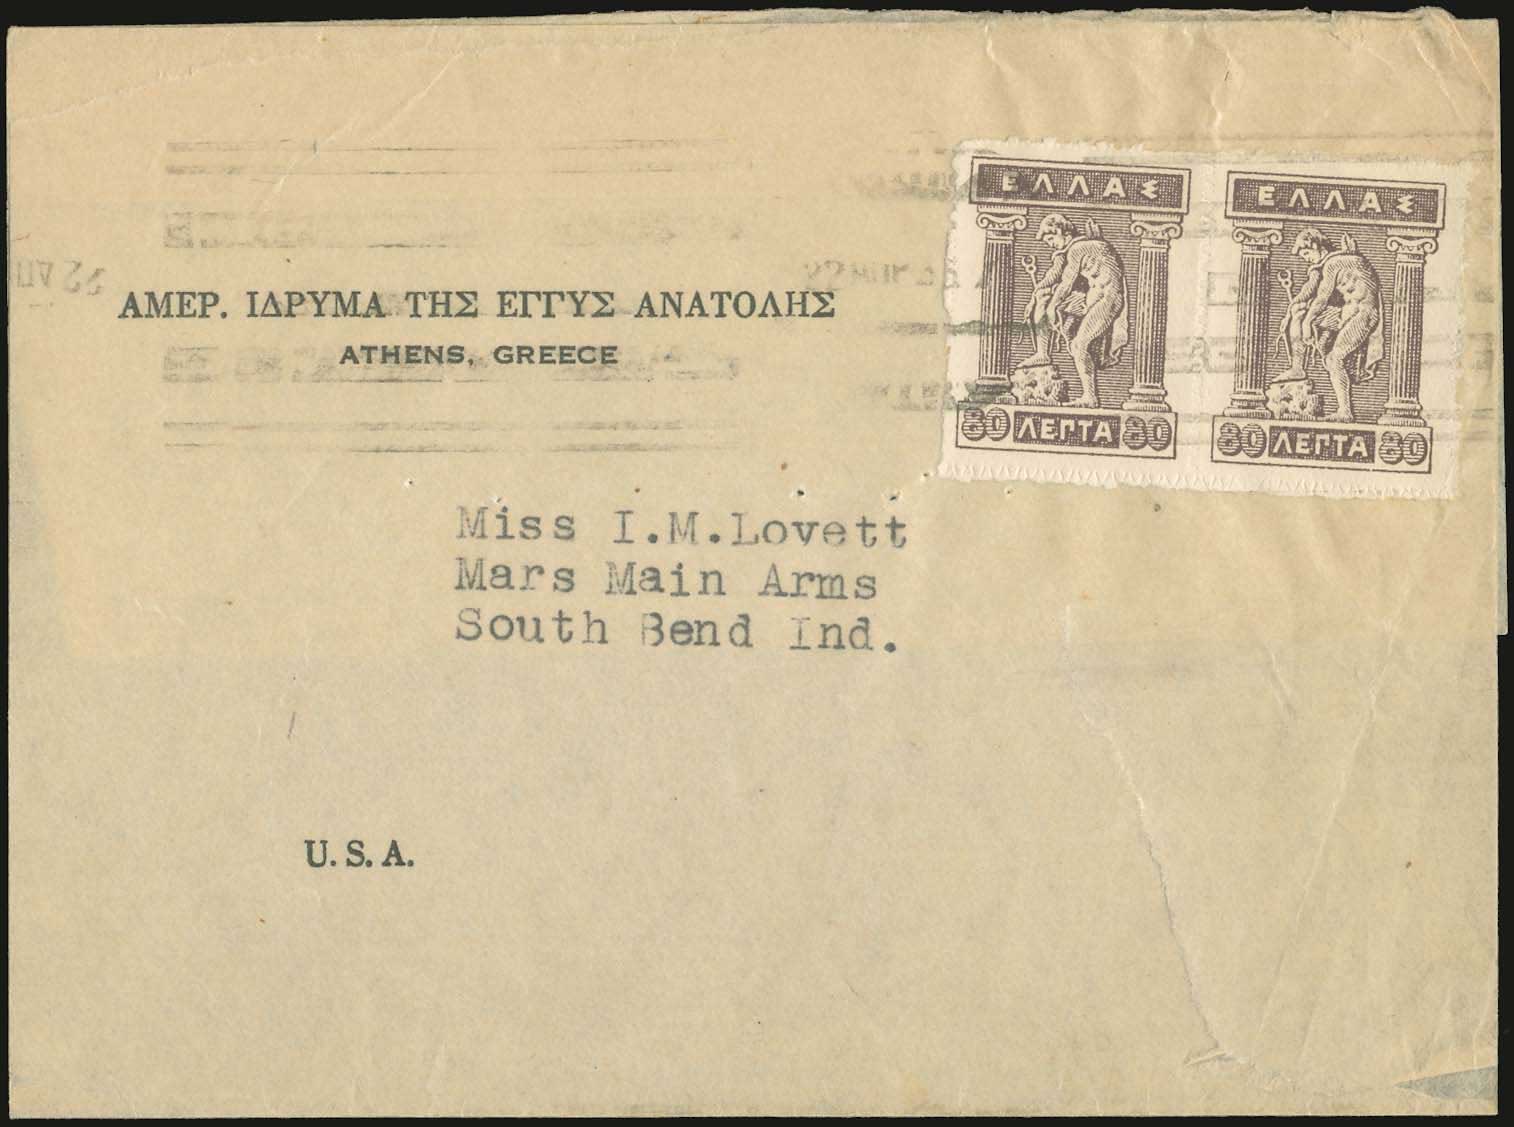 ΕΛΛΑΣ ΕΛΛΑΣ
80 ΛΕΠΤΑ 80 80 ΛΕΠΤΑ 80
ΑΜΕΡ. ΙΔΡΥΜΑ ΤΗΣ ΕΓΓΥΣ ΑΝΑΤΟΛΗΣ
ATHENS, GREECE
Miss I.M.Lovett
Mars Main Arms
South Bend Ind.
U.S.A.